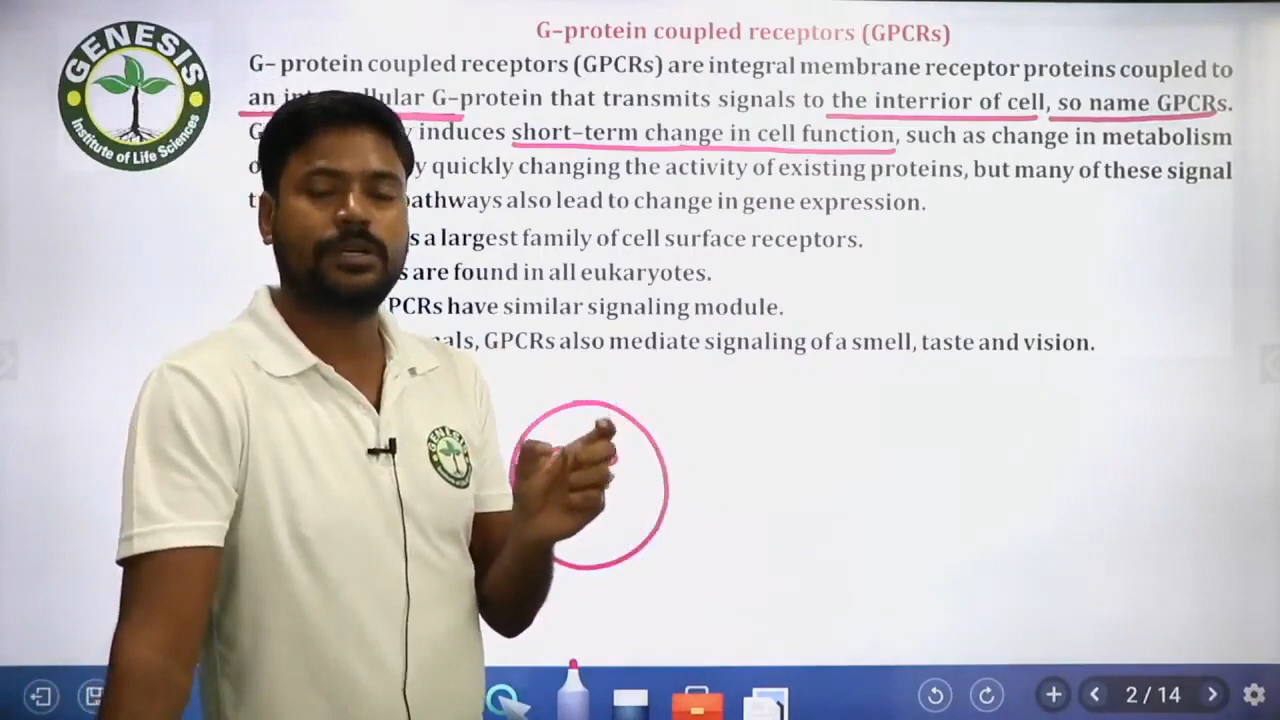 G-protein coupled receptors (GPCRs)
GENESIS
Institute of Life Sciences
G- protein coupled receptors (GPCRs) are integral membrane receptor proteins coupled to
an G-protein that transmits signals to the interrior of cell, so name GPCRs.
induces short-term change in cell function, such as change in metabolism
quickly changing the activity of existing proteins, but many of these signal
pathways also lead to change in gene expression.
a largest family of cell surface receptors.
are found in all eukaryotes.
have similar signaling module.
GPCRs also mediate signaling of a smell, taste and vision.
GENESIS
2 / 14